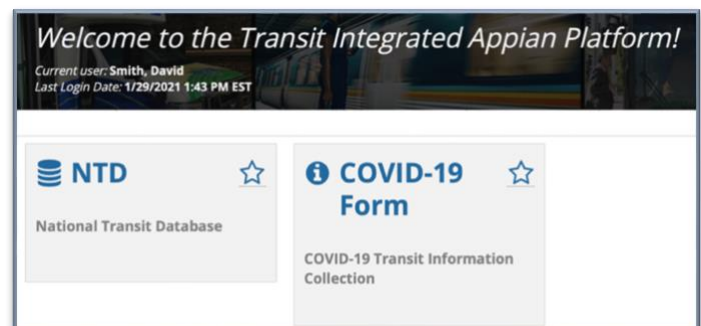 Welcome to the Transit Integrated Appian Platform!
Current user: Smith, David
Last Login Date: 1/29/2021 1:43 PM EST
NTD
National Transit Database
COVID-19
Form
COVID-19 Transit Information
Collection